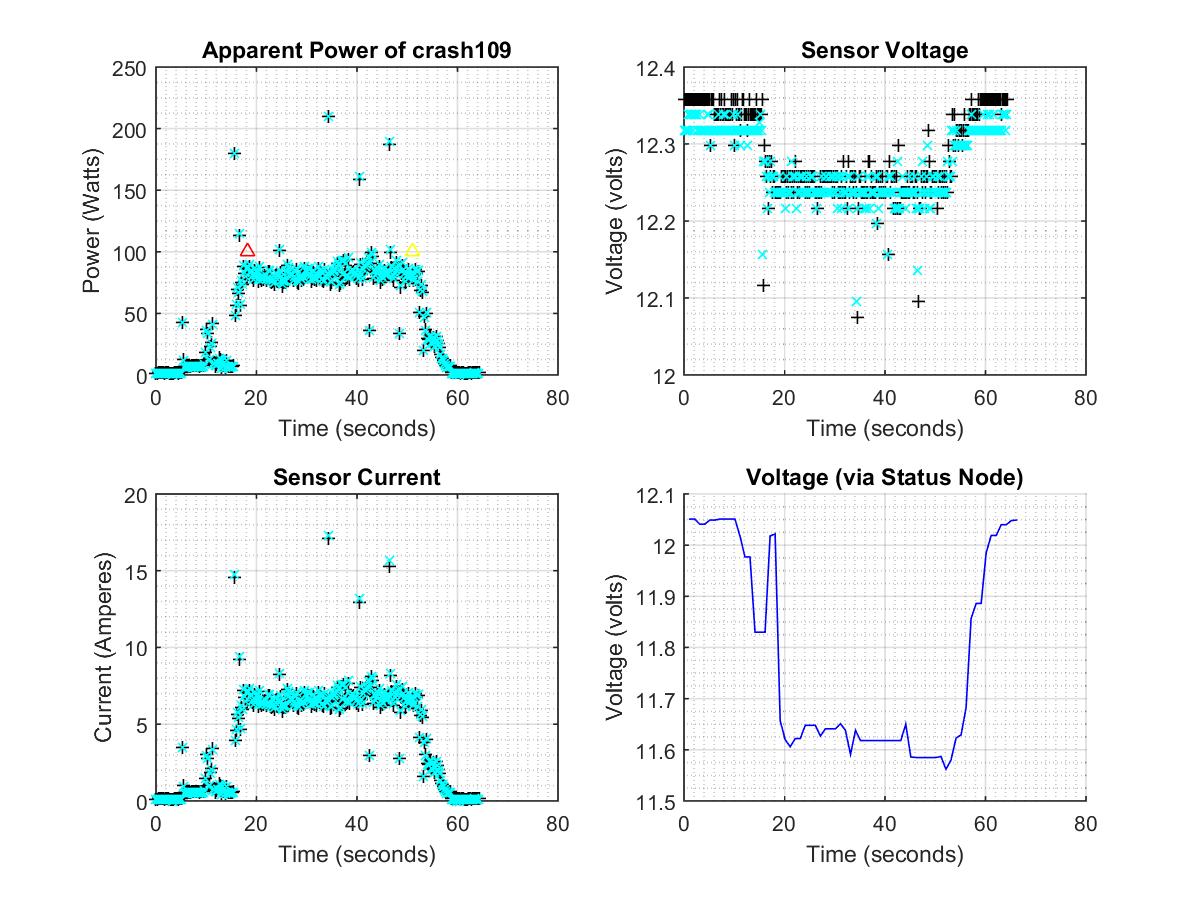 Apparent Power of crash109
250
200
150
100
50
0
0 20 40 60 80
Power (Watts)
Time (seconds)
Sensor Voltage
12.4
12.3
12.2
12.1
12
0 20 40 60 80
Voltage (volts)
Time (seconds)
Sensor Current
20
15
10
5
0
0 20 40 60 80
Current (Amperes)
Time (seconds)
Voltage (via Status Node)
12.1
12
11.9
11.8
11.7
11.6
11.5
0 20 40 60 80
Voltage (volts)
Time (seconds)